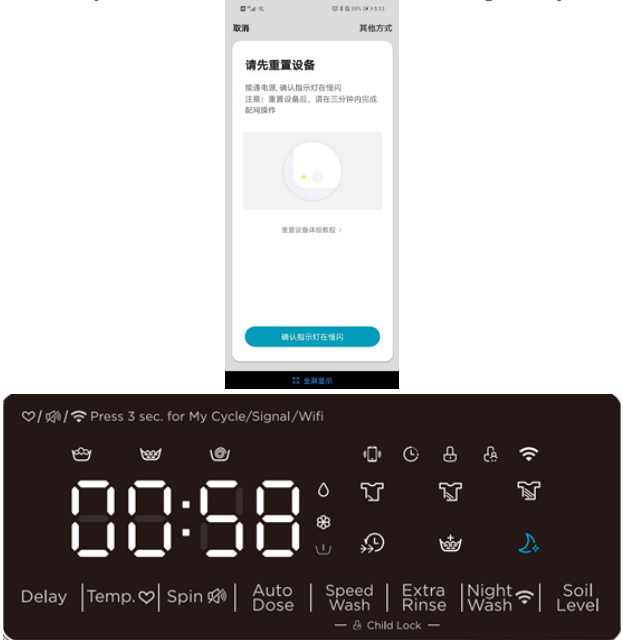 取消 其他方式
请先重置设备
接通电源, 确认指示灯在慢闪
注意：重置设备后，请在三分钟内完成
配网操作
重置设备详细教程 >
确认指示灯在慢闪
全屏显示
/ / Press 3 sec. for My Cycle/Signal/Wifi
00:58
Delay Temp. Spin Auto Dose Speed Wash Extra Rinse Night Wash Soil Level
— Child Lock —